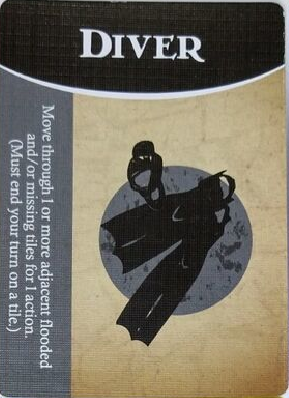 DIVER
Move through 1 or more adjacent flooded
and/or missing tiles for 1 action.
(Must end your turn on a tile.)